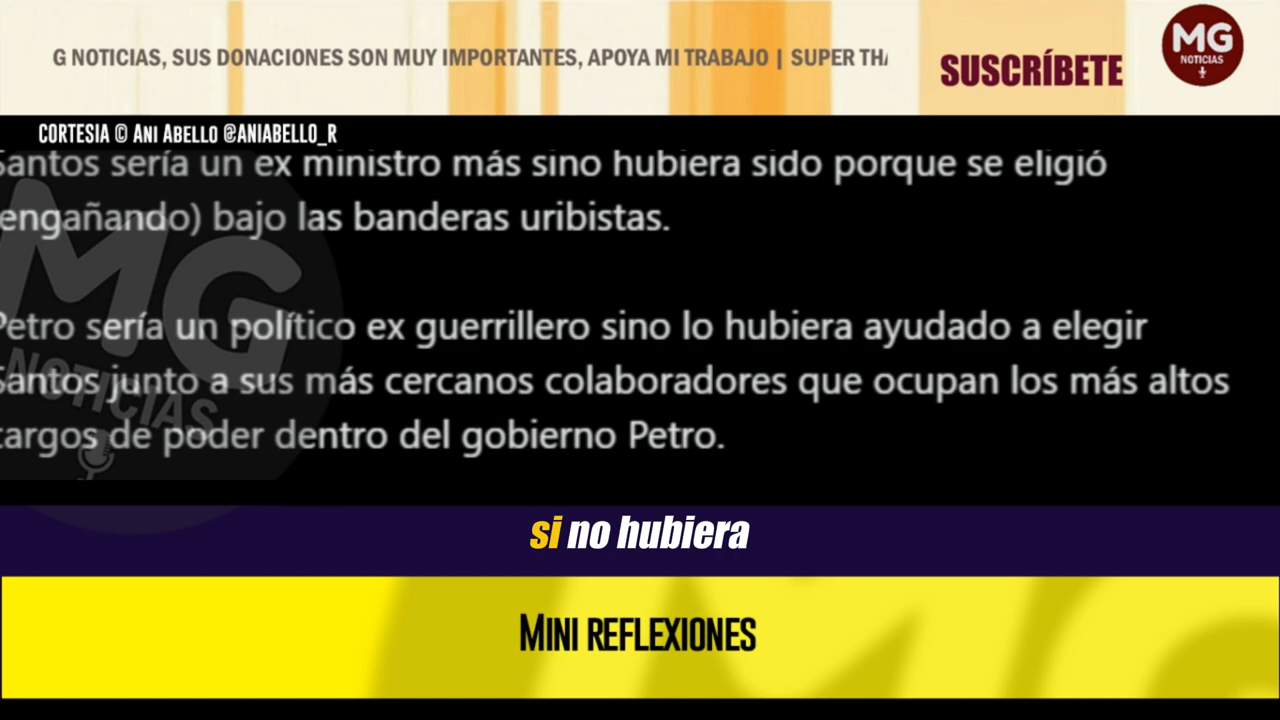 G NOTICIAS, SUS DONACIONES SON MUY IMPORTANTES, APOYA MI TRABAJO | SUPER
SUSCRÍBETE
MG
NOTICIAS
CORTESIA © ANI ABELLO @ANIABELLO_R
Santos sería un ex ministro más sino hubiera sido porque se eligió
engañando) bajo las banderas uribistas.
Petro sería un político ex guerrillero sino lo hubiera ayudado a elegir
Santos junto a sus más cercanos colaboradores que ocupan los más altos
cargos de poder dentro del gobierno Petro.
MG
NOTICIAS
si no hubiera
MINI REFLEXIONES